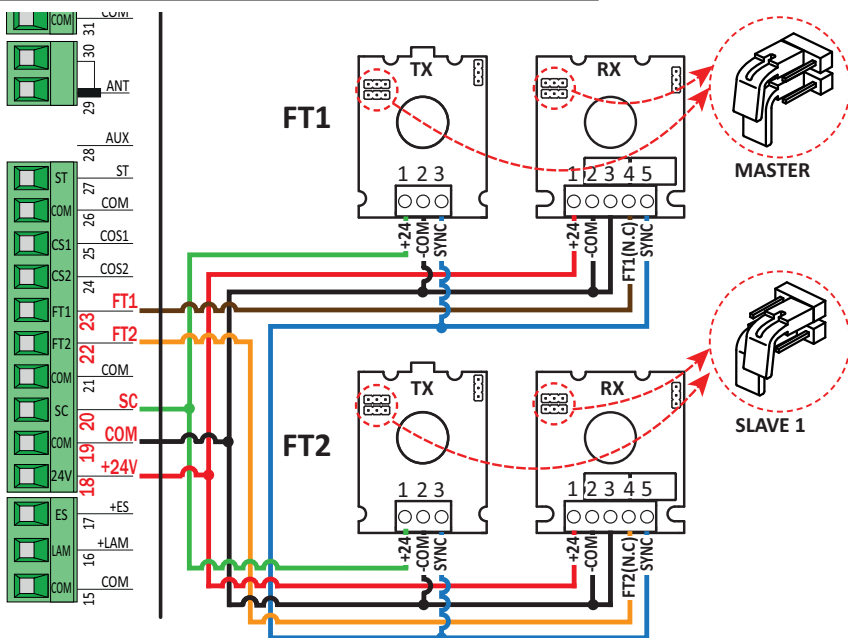 COM
31
COM
30
29
ANT
28
AUX
ST
27
ST
COM
26
COM
CS1
25
COS1
CS2
24
COS2
FT1
23
FT1
FT2
22
FT2
COM
21
COM
SC
20
SC
COM
19
COM
24V
18
+24V
ES
17
+ES
LAM
16
+LAM
COM
15
COM
FT1
TX
1 2 3
+24
-COM
SYNC
RX
1 2 3 4 5
+24
-COM
FT1(N.C)
SYNC
MASTER
FT2
TX
1 2 3
+24
-COM
SYNC
RX
1 2 3 4 5
+24
-COM
FT2(N.C)
SYNC
SLAVE 1